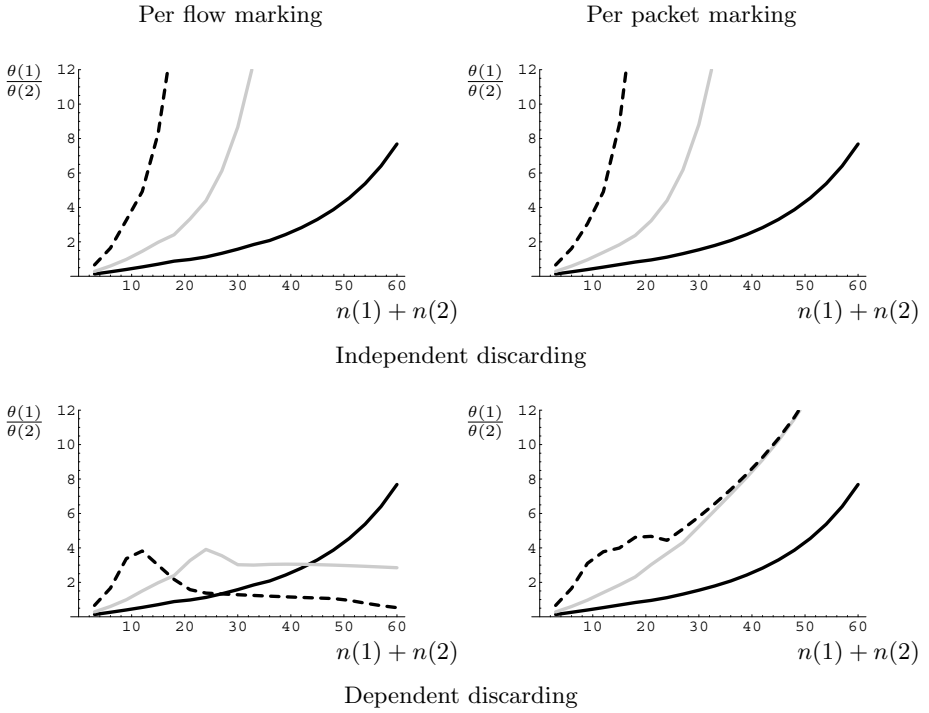 Per flow marking
Per packet marking
θ(1)
θ(2)
12
10
8
6
4
2
10 20 30 40 50 60
n(1) + n(2)
θ(1)
θ(2)
12
10
8
6
4
2
10 20 30 40 50 60
n(1) + n(2)
Independent discarding
θ(1)
θ(2)
12
10
8
6
4
2
10 20 30 40 50 60
n(1) + n(2)
θ(1)
θ(2)
12
10
8
6
4
2
10 20 30 40 50 60
n(1) + n(2)
Dependent discarding